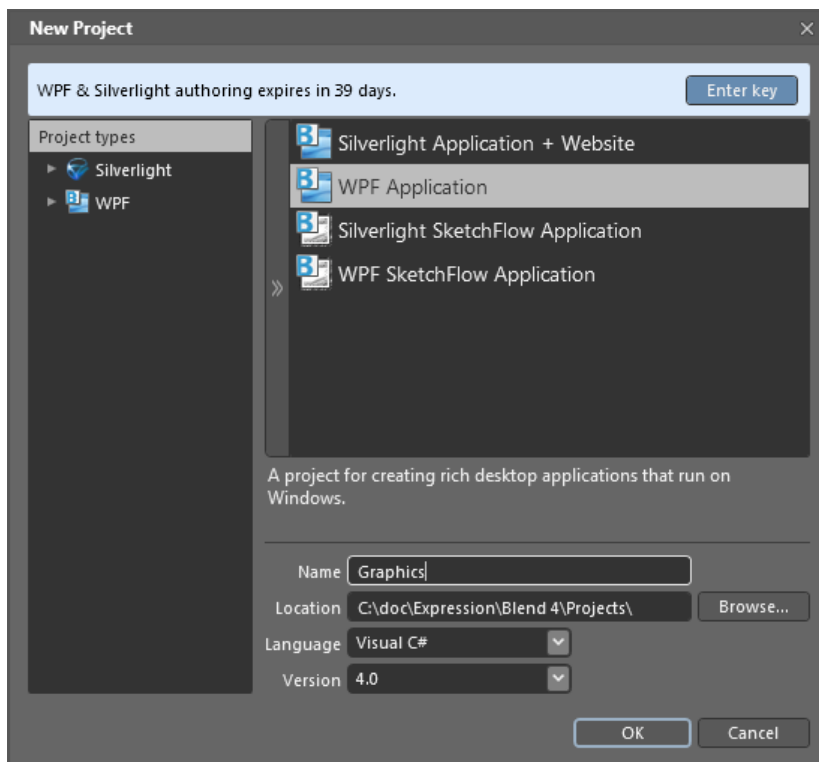 New Project
WPF & Silverlight authoring expires in 39 days.
Enter key
Project types
Silverlight
WPF
Silverlight Application + Website
WPF Application
Silverlight SketchFlow Application
WPF SketchFlow Application
A project for creating rich desktop applications that run on
Windows.
Name Graphics
Location C:\doc\Expression\Blend 4\Projects\ Browse...
Language Visual C#
Version 4.0
OK Cancel